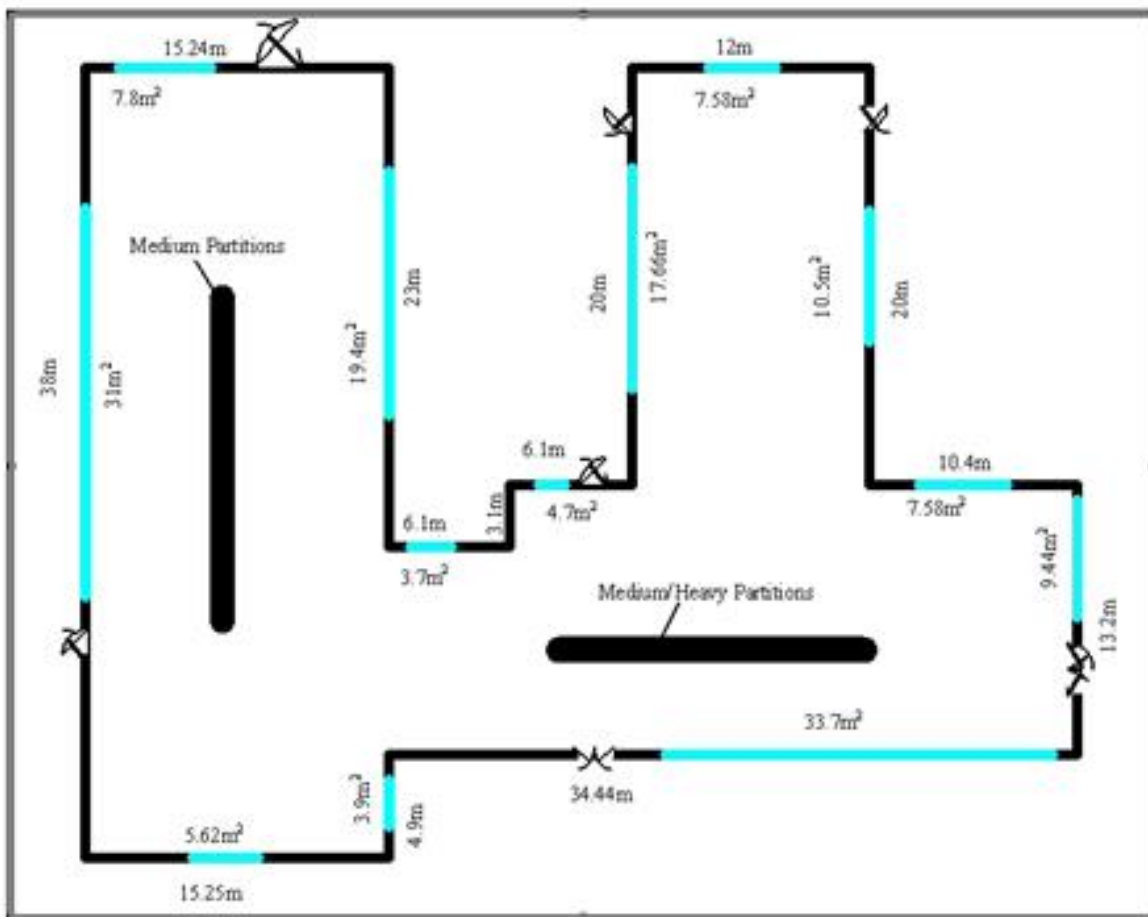 15.24m
12m
7.8m²
7.58m²
Medium Partitions
23m
20m
17.66m²
10.5m²
20m
19.4m²
38m
31m²
6.1m
10.4m
3.1m
4.7m²
7.58m²
6.1m
3.7m²
9.44m²
Medium/Heavy Partitions
13.2m
33.7m²
34.44m
3.9m²
4.9m
5.62m²
15.25m